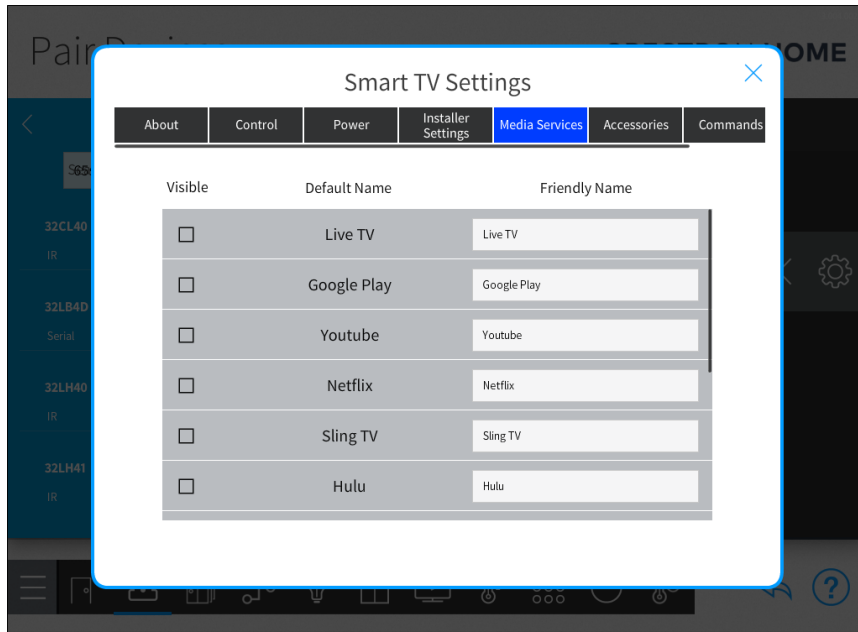 Pair
OME
Smart TV Settings
About
Control
Power
Installer
Settings
Media Services
Accessories
Commands
Visible
Default Name
Friendly Name
Live TV
Live TV
Google Play
Google Play
Youtube
Youtube
Netflix
Netflix
Sling TV
Sling TV
Hulu
Hulu
32CL40
IR
32LB4D
Serial
32LH40
IR
32LH41
IR
?